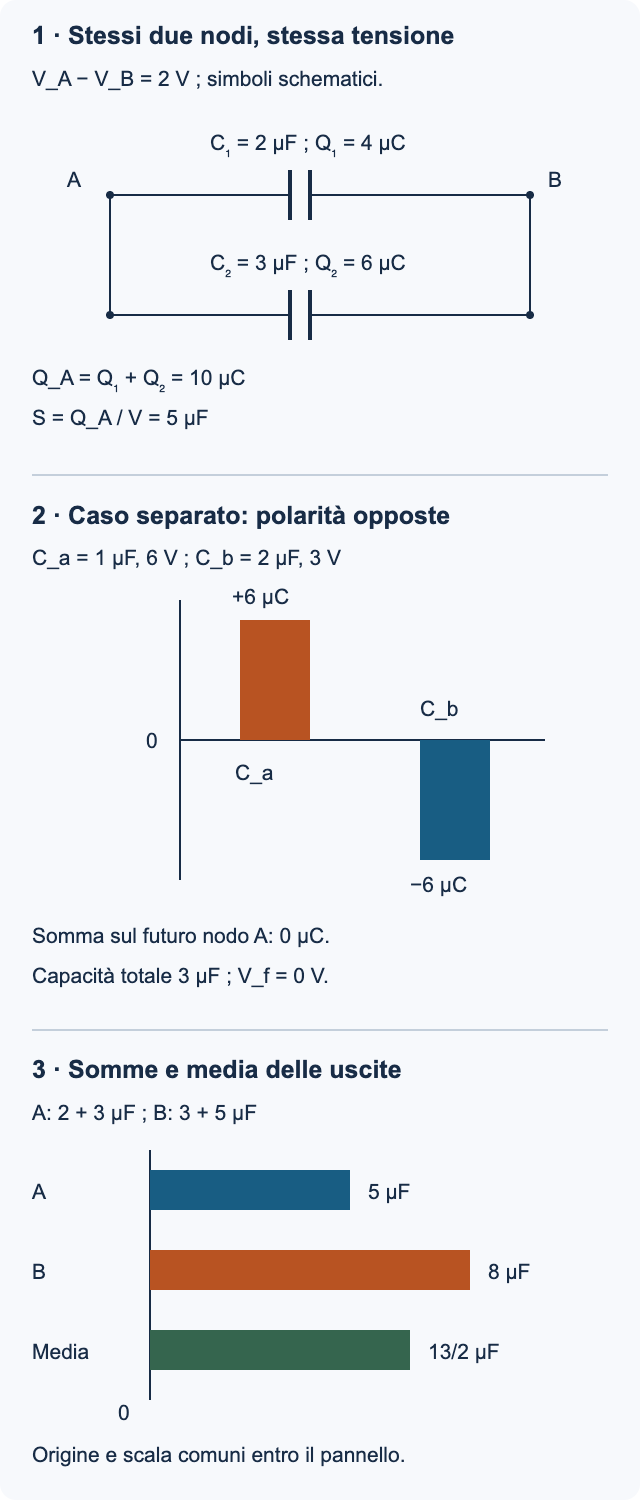 1 · Stessi due nodi, stessa tensione
V_A − V_B = 2 V ; simboli schematici.
C₁ = 2 µF ; Q₁ = 4 µC
A
B
C₂ = 3 µF ; Q₂ = 6 µC
Q_A = Q₁ + Q₂ = 10 µC
S = Q_A / V = 5 µF
2 · Caso separato: polarità opposte
C_a = 1 µF, 6 V ; C_b = 2 µF, 3 V
+6 µC
C_b
0
C_a
−6 µC
Somma sul futuro nodo A: 0 µC.
Capacità totale 3 µF ; V_f = 0 V.
3 · Somme e media delle uscite
A: 2 + 3 µF ; B: 3 + 5 µF
A
5 µF
B
8 µF
Media
13/2 µF
0
Origine e scala comuni entro il pannello.